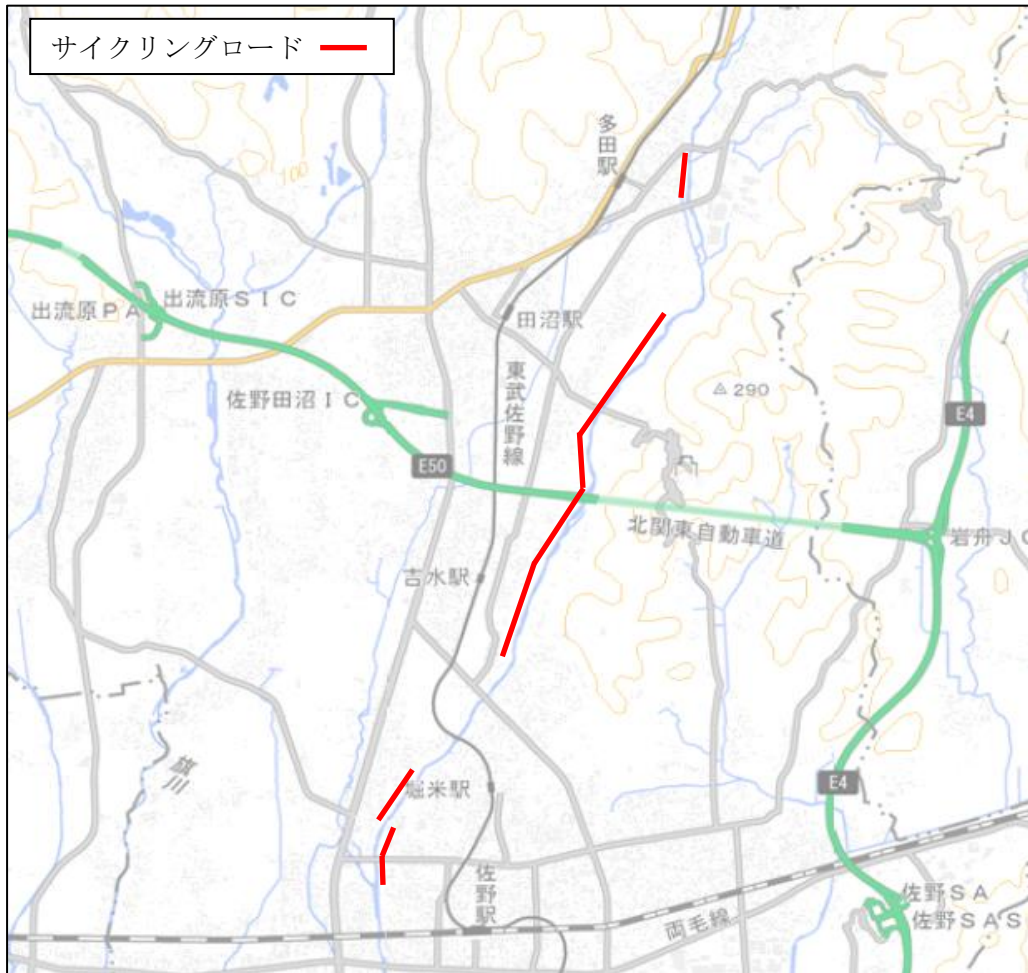 サイクリングロード
多田駅
100
出流原PA
出流原SIC
田沼駅
東武佐野線
佐野田沼IC
△290
E4
E50
北関東自動車道
岩舟JC
吉水駅
旗川
堀米駅
E4
佐野駅
両毛線
佐野SA
佐野SAS